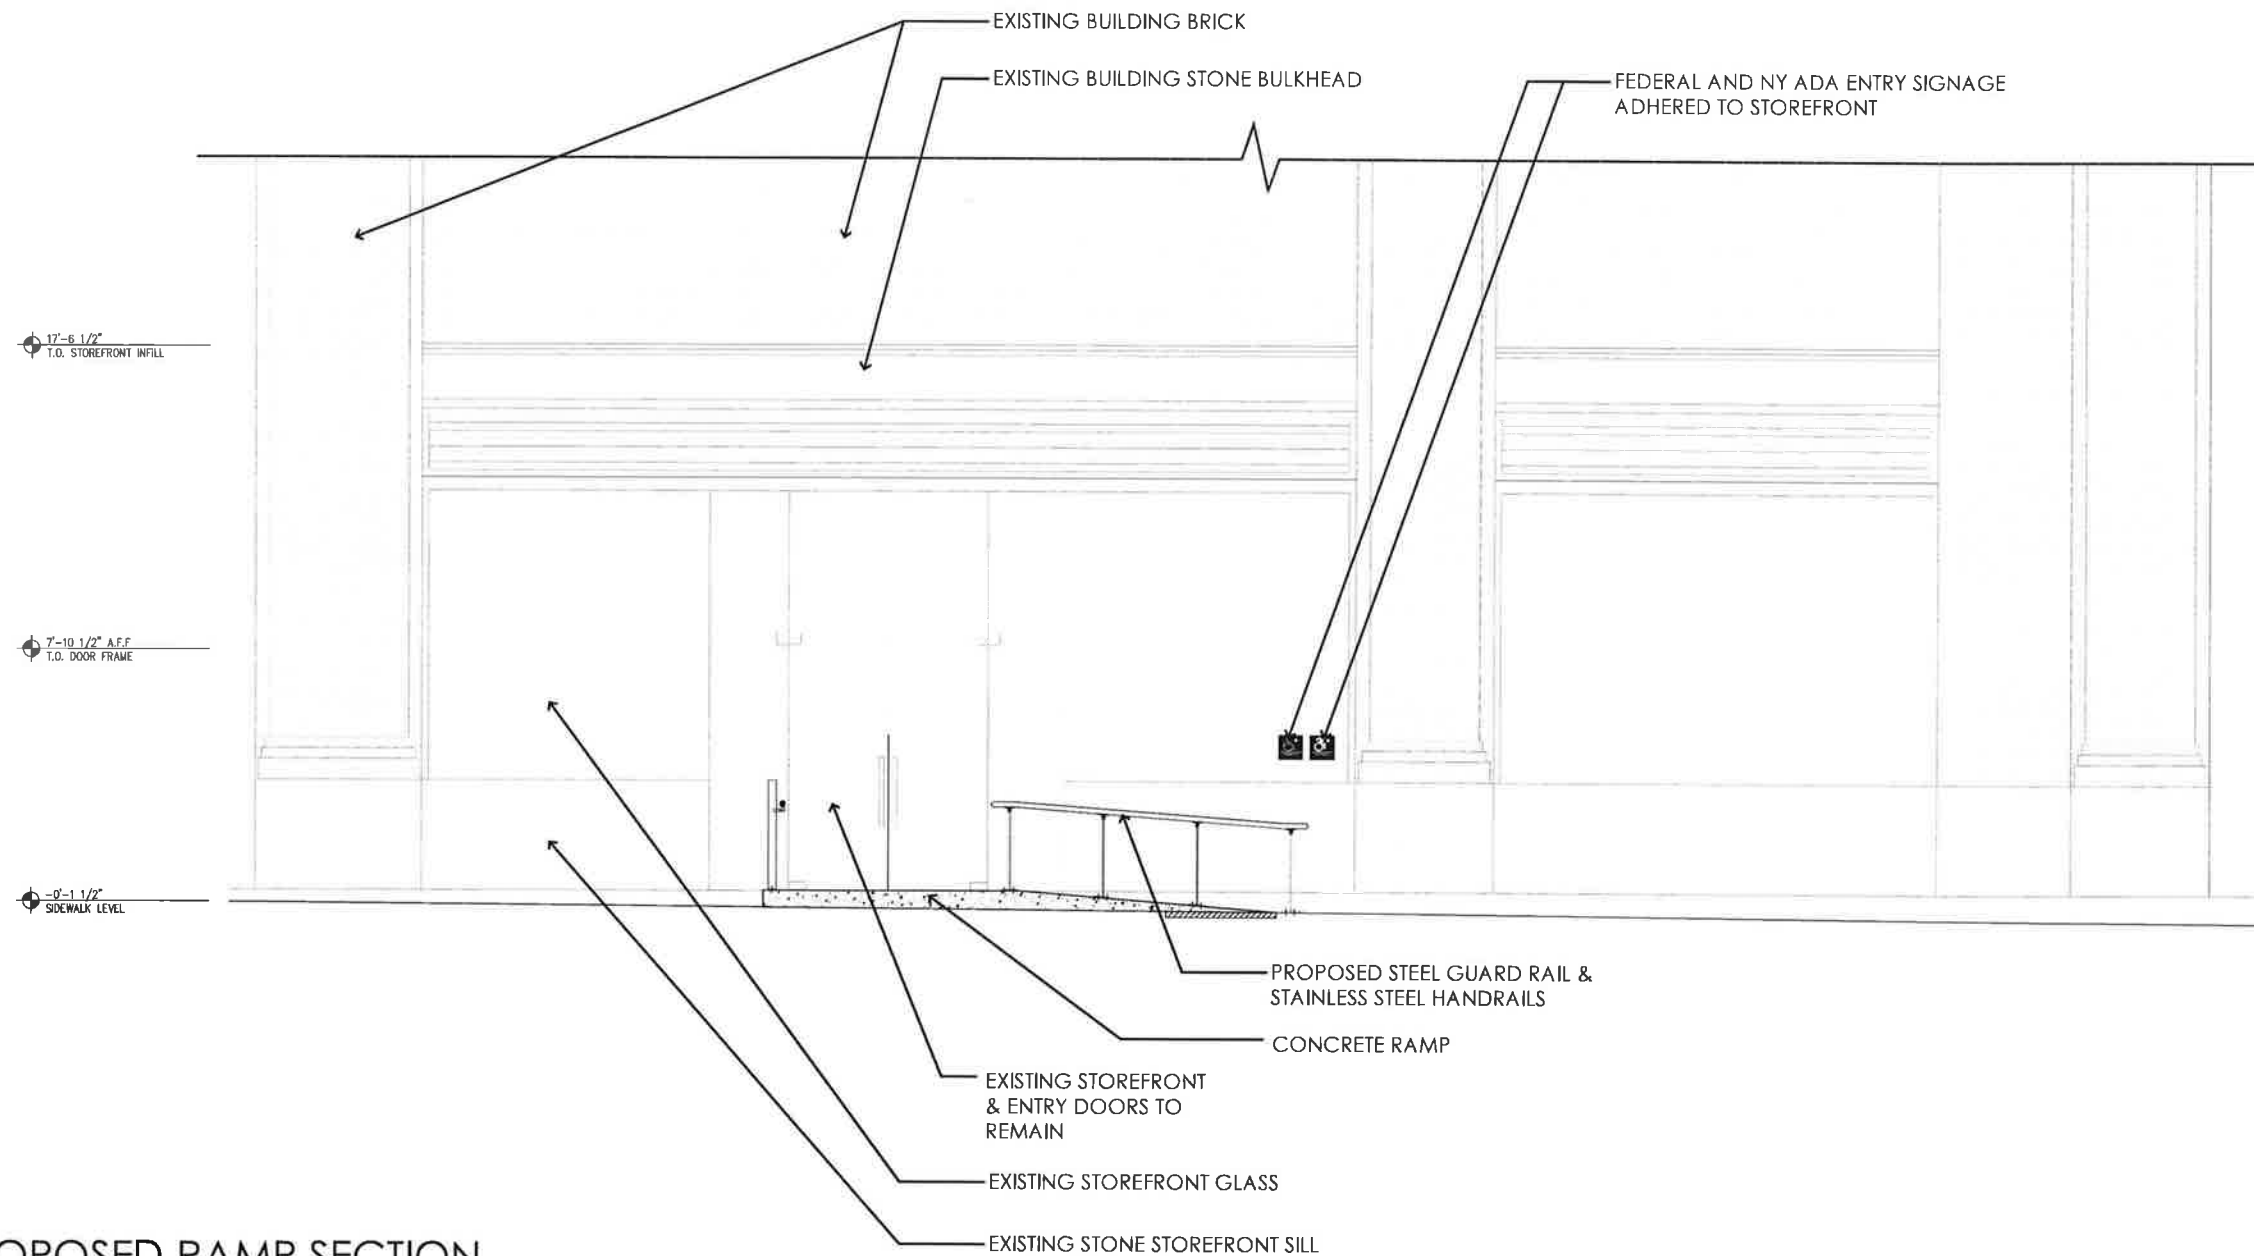 EXISTING BUILDING BRICK
EXISTING BUILDING STONE BULKHEAD
FEDERAL AND NY ADA ENTRY SIGNAGE
ADHERED TO STOREFRONT
17'-6 1/2"
T.O. STOREFRONT INFILL
7'-10 1/2" A.F.F
T.O. DOOR FRAME
-0'-1 1/2"
SIDEWALK LEVEL
PROPOSED STEEL GUARD RAIL &
STAINLESS STEEL HANDRAILS
CONCRETE RAMP
EXISTING STOREFRONT
& ENTRY DOORS TO
REMAIN
EXISTING STOREFRONT GLASS
EXISTING STONE STOREFRONT SILL
OPOSED RAMP SECTION